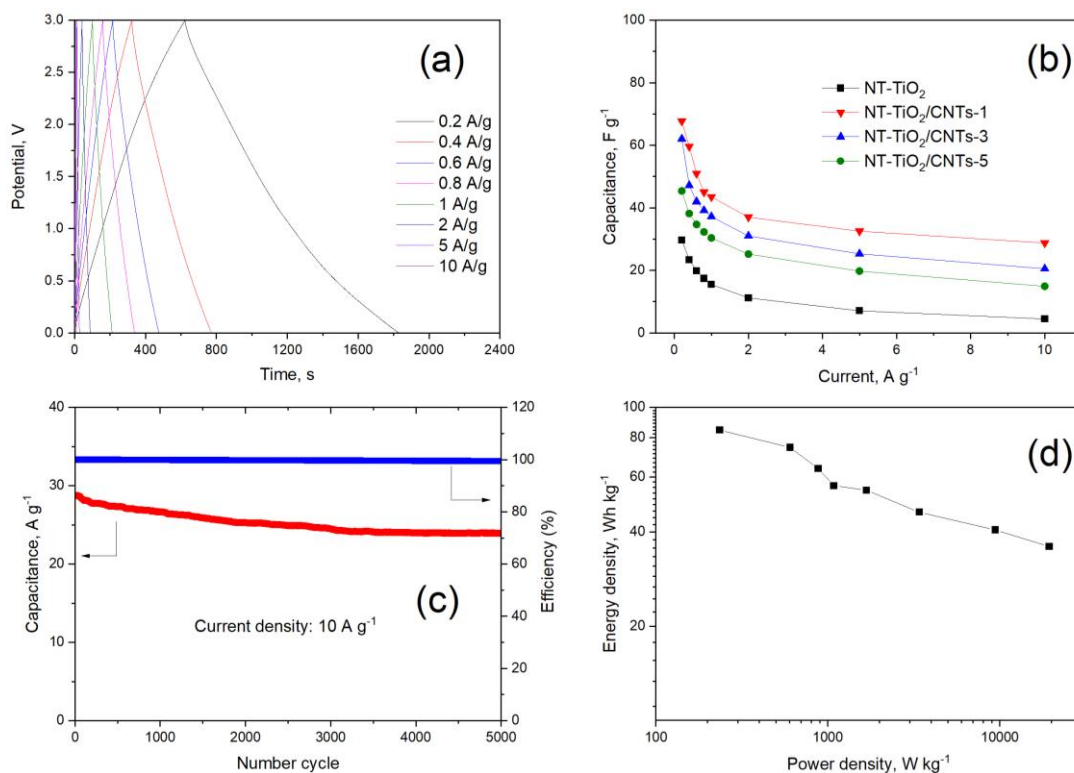 (a)
3.0
2.5
2.0
1.5
1.0
0.5
0.0
Potential, V
0 400 800 1200 1600 2000 2400
Time, s
0.2 A/g
0.4 A/g
0.6 A/g
0.8 A/g
1 A/g
2 A/g
5 A/g
10 A/g
(b)
100
80
60
40
20
0
Capacitance, F g⁻¹
0 2 4 6 8 10
Current, A g⁻¹
NT-TiO₂
NT-TiO₂/CNTs-1
NT-TiO₂/CNTs-3
NT-TiO₂/CNTs-5
(c)
40
30
25
20
10
0
Capacitance, A g⁻¹
120
100
80
60
40
20
0
Efficiency (%)
Current density: 10 A g⁻¹
0 1000 2000 3000 4000 5000
Number cycle
(d)
100
80
60
40
20
Energy density, Wh kg⁻¹
100 1000 10000
Power density, W kg⁻¹